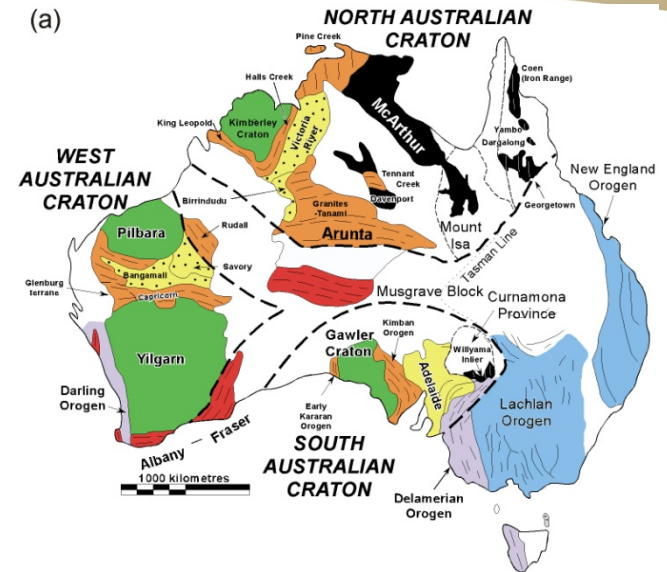 (a)
NORTH AUSTRALIAN
CRATON
Pine Creek
Halls Creek
Coen
(Iron Range)
King Leopold
Kimberley
Craton
Victoria
River
McArthur
Yambo
Dargalong
WEST
AUSTRALIAN
CRATON
New England
Orogen
Tennant
Creek
Davenport
Birrindudu
Granites
-Tanami
Georgetown
Mount
Isa
Rudall
Pilbara
Arunta
Tasman Line
Bangamall
Savory
Glenburg
terrane
Capricorn
Musgrave Block
Curnamona
Province
Yilgarn
Gawler
Craton
Kimban
Orogen
Willyama
Inlier
Adelaide
Darling
Orogen
Early
Kararan
Orogen
Lachlan
Orogen
Albany – Fraser
SOUTH
AUSTRALIAN
CRATON
1000 kilometres
Delamerian
Orogen